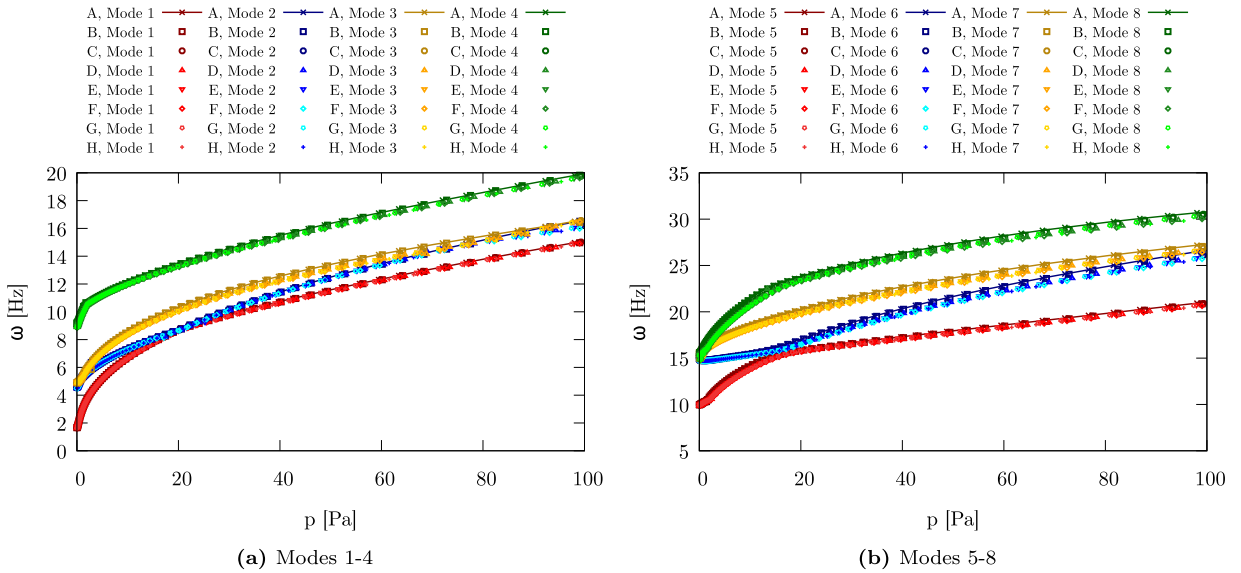 A, Mode 1 A, Mode 2 A, Mode 3 A, Mode 4
B, Mode 1 B, Mode 2 B, Mode 3 B, Mode 4
C, Mode 1 C, Mode 2 C, Mode 3 C, Mode 4
D, Mode 1 D, Mode 2 D, Mode 3 D, Mode 4
E, Mode 1 E, Mode 2 E, Mode 3 E, Mode 4
F, Mode 1 F, Mode 2 F, Mode 3 F, Mode 4
G, Mode 1 G, Mode 2 G, Mode 3 G, Mode 4
H, Mode 1 H, Mode 2 H, Mode 3 H, Mode 4
20
18
16
14
12
10
8
6
4
2
0
ω [Hz]
0 20 40 60 80 100
p [Pa]
(a) Modes 1-4
A, Mode 5 A, Mode 6 A, Mode 7 A, Mode 8
B, Mode 5 B, Mode 6 B, Mode 7 B, Mode 8
C, Mode 5 C, Mode 6 C, Mode 7 C, Mode 8
D, Mode 5 D, Mode 6 D, Mode 7 D, Mode 8
E, Mode 5 E, Mode 6 E, Mode 7 E, Mode 8
F, Mode 5 F, Mode 6 F, Mode 7 F, Mode 8
G, Mode 5 G, Mode 6 G, Mode 7 G, Mode 8
H, Mode 5 H, Mode 6 H, Mode 7 H, Mode 8
35
30
25
20
15
10
5
ω [Hz]
0 20 40 60 80 100
p [Pa]
(b) Modes 5-8